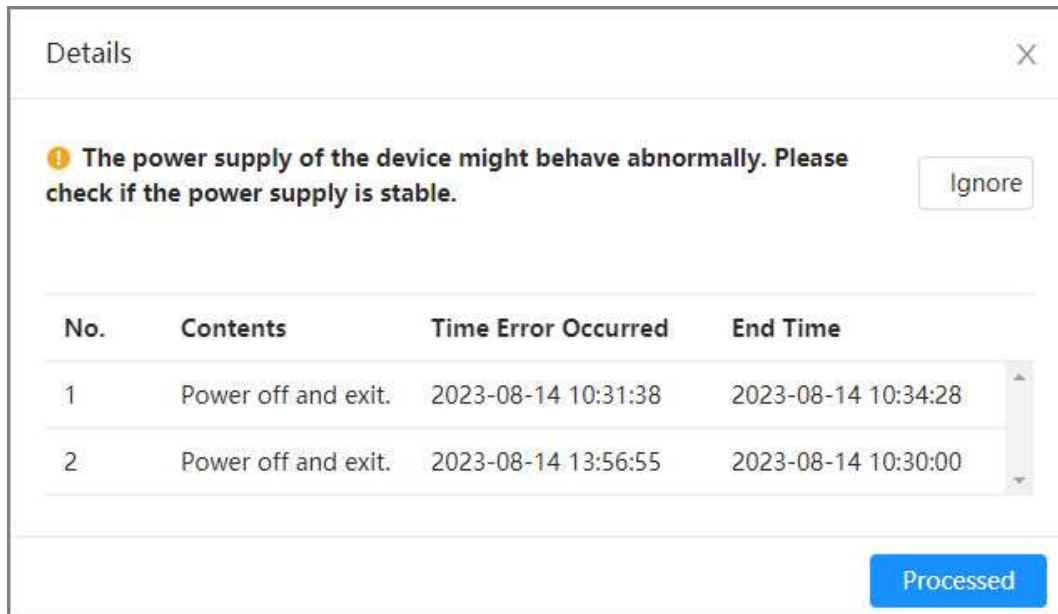 Details
X
The power supply of the device might behave abnormally. Please
check if the power supply is stable.
Ignore
No. Contents Time Error Occurred End Time
1 Power off and exit. 2023-08-14 10:31:38 2023-08-14 10:34:28
2 Power off and exit. 2023-08-14 13:56:55 2023-08-14 10:30:00
Processed